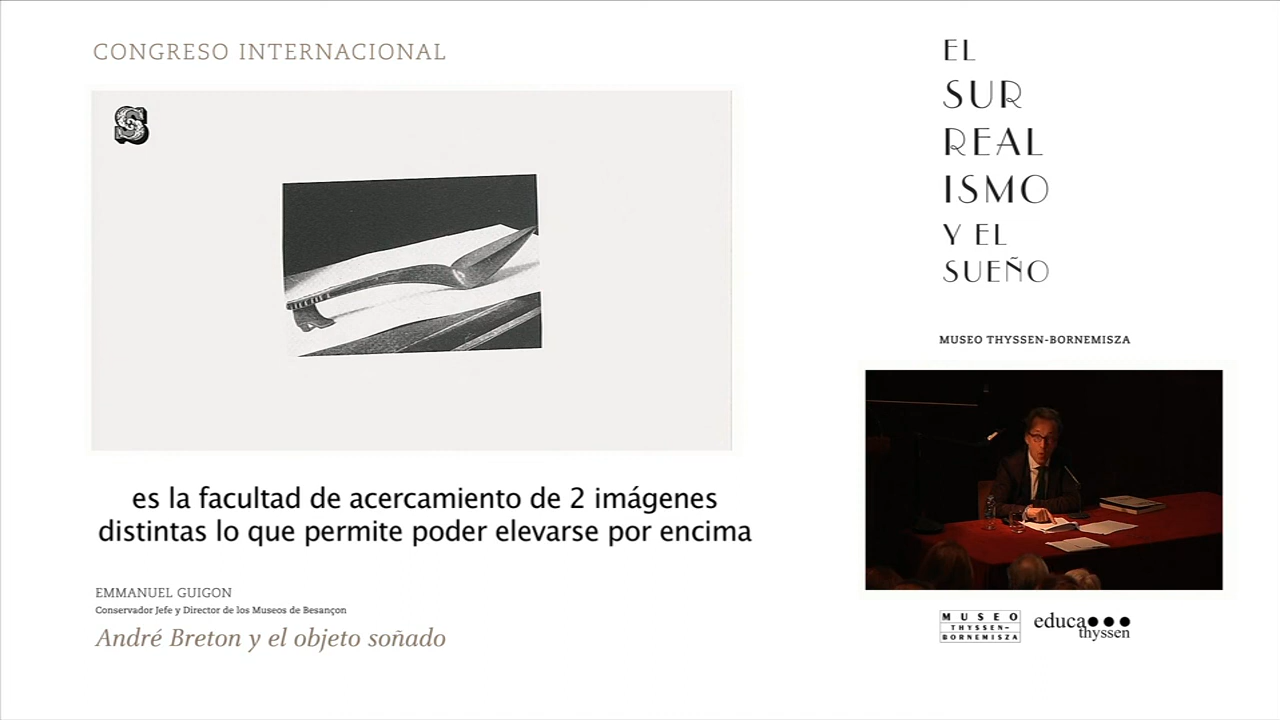 CONGRESO INTERNACIONAL
S
es la facultad de acercamiento de 2 imágenes
distintas lo que permite poder elevarse por encima
EMMANUEL GUIGON
Conservador Jefe y Director de los Museos de Besançon
André Breton y el objeto soñado
EL
SUR
REAL
ISMO
Y EL
SUEÑO
MUSEO THYSSEN-BORNEMISZA
MUSEO
THYSSEN-
BORNEMISZA
educa
thyssen